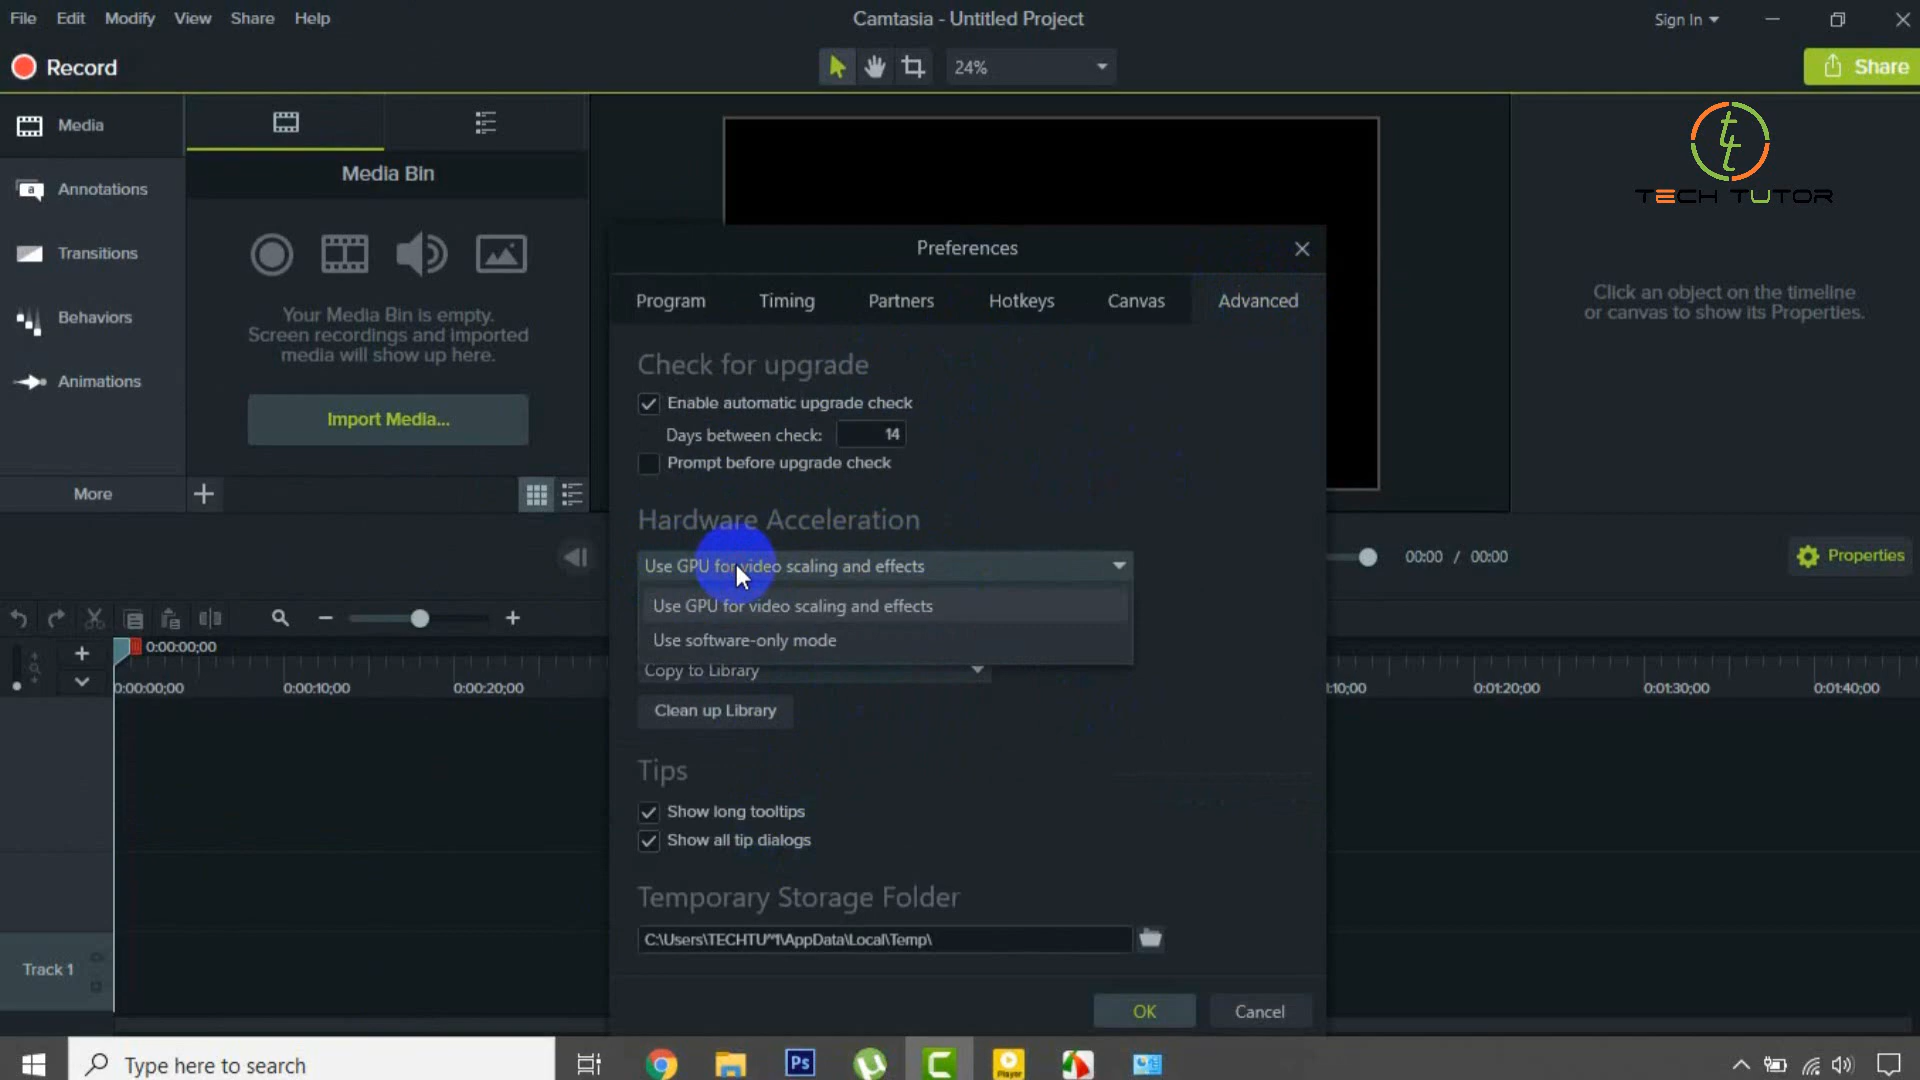 File Edit Modify View Share Help
Camtasia - Untitled Project
Sign In
Record
24%
Share
Media
Annotations
Transitions
Behaviors
Animations
More
Media Bin
Your Media Bin is empty.
Screen recordings and imported
media will show up here.
Import Media...
TECH TUTOR
Click an object on the timeline
or canvas to show its Properties.
Preferences
Program Timing Partners Hotkeys Canvas Advanced
Check for upgrade
Enable automatic upgrade check
Days between check: 14
Prompt before upgrade check
Hardware Acceleration
Use GPU for video scaling and effects
Use GPU for video scaling and effects
Use software-only mode
Copy to Library
Clean up Library
Tips
Show long tooltips
Show all tip dialogs
Temporary Storage Folder
C:\Users\TECHTU~1\AppData\Local\Temp\
OK Cancel
00:00 / 00:00
Properties
0:00:00;00
0:00:00;00 0:00:10;00 0:00:20;00 :10;00 0:01:20;00 0:01:30;00 0:01:40;00
Track 1
Type here to search
Ps
Player